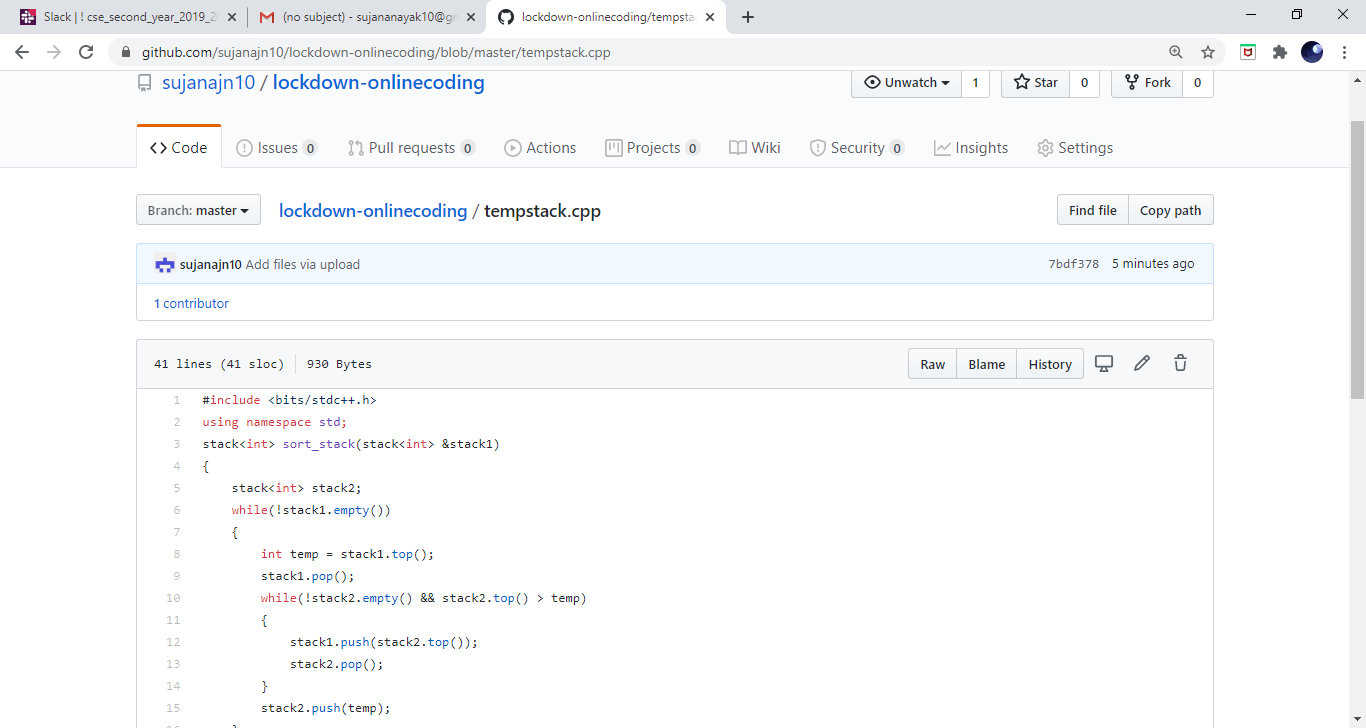 Slack | ! cse_second_year_2019_2
(no subject) - sujananayak10@gm
lockdown-onlinecoding/tempsta
github.com/sujanajn10/lockdown-onlinecoding/blob/master/tempstack.cpp
sujanajn10 / lockdown-onlinecoding
Unwatch 1
Star 0
Fork 0
Code
Issues 0
Pull requests 0
Actions
Projects 0
Wiki
Security 0
Insights
Settings
Branch: master
lockdown-onlinecoding / tempstack.cpp
Find file
Copy path
sujanajn10 Add files via upload
7bdf378 5 minutes ago
1 contributor
41 lines (41 sloc)
930 Bytes
Raw
Blame
History
1 #include <bits/stdc++.h>
2 using namespace std;
3 stack<int> sort_stack(stack<int> &stack1)
4 {
5 stack<int> stack2;
6 while(!stack1.empty())
7 {
8 int temp = stack1.top();
9 stack1.pop();
10 while(!stack2.empty() && stack2.top() > temp)
11 {
12 stack1.push(stack2.top());
13 stack2.pop();
14 }
15 stack2.push(temp);